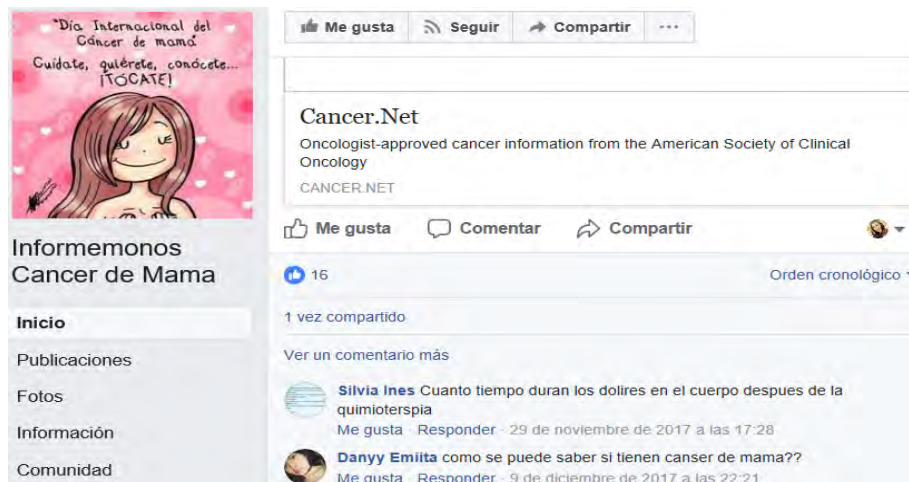 "Día Internacional del
Cáncer de mama"
Cuídate, quiérete, conócete...
¡TÓCATE!
Informemonos
Cancer de Mama
Inicio
Publicaciones
Fotos
Información
Comunidad
Me gusta Seguir Compartir ...
Cancer.Net
Oncologist-approved cancer information from the American Society of Clinical
Oncology
CANCER.NET
Me gusta Comentar Compartir
16 Orden cronológico
1 vez compartido
Ver un comentario más
Silvia Ines Cuanto tiempo duran los dolires en el cuerpo despues de la
quimioterspia
Me gusta · Responder · 29 de noviembre de 2017 a las 17:28
Danyy Emiita como se puede saber si tienen canser de mama??
Me gusta · Responder · 9 de diciembre de 2017 a las 22:21